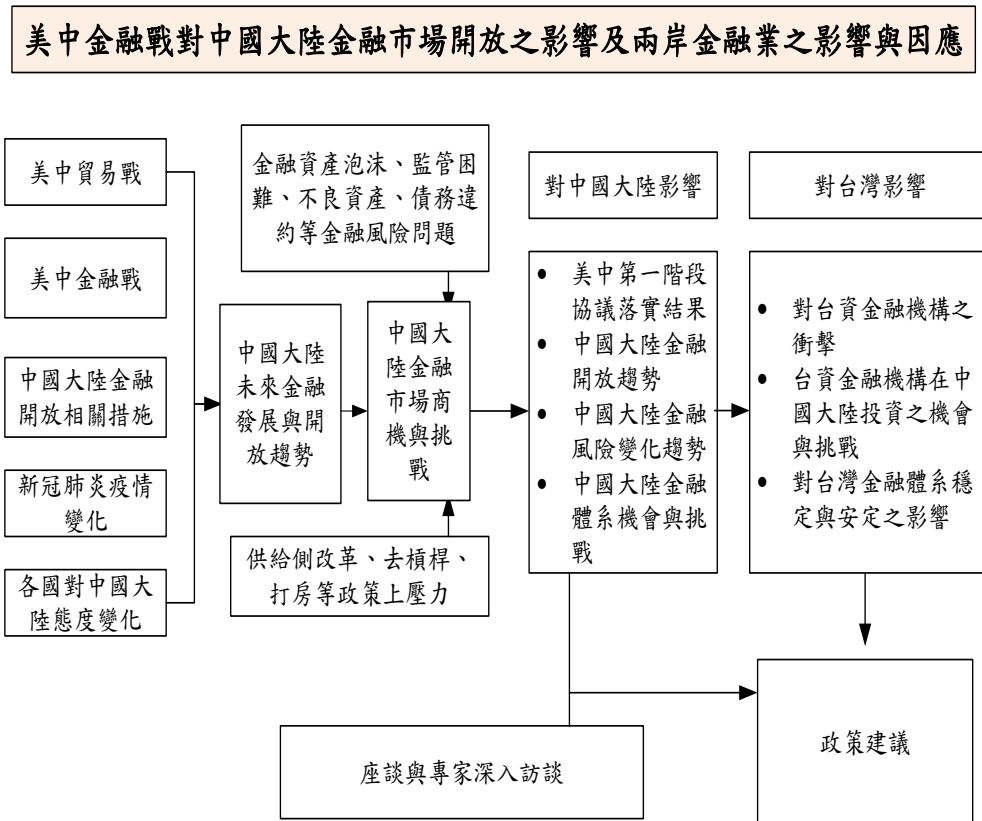 美中金融戰對中國大陸金融市場開放之影響及兩岸金融業之影響與因應
美中貿易戰
美中金融戰
中國大陸金融
開放相關措施
新冠肺炎疫情
變化
各國對中國大
陸態度變化
中國大陸
未來金融
發展與開
放趨勢
金融資產泡沫、監管困
難、不良資產、債務違
約等金融風險問題
中國大
陸金融
市場商
機與挑
戰
供給側改革、去槓桿、
打房等政策上壓力
對中國大陸影響
● 美中第一階段
協議落實結果
● 中國大陸金融
開放趨勢
● 中國大陸金融
風險變化趨勢
● 中國大陸金融
體系機會與挑
戰
對台灣影響
● 對台資金融機構之
衝擊
● 台資金融機構在中
國大陸投資之機會
與挑戰
● 對台灣金融體系穩
定與安定之影響
座談與專家深入訪談
政策建議